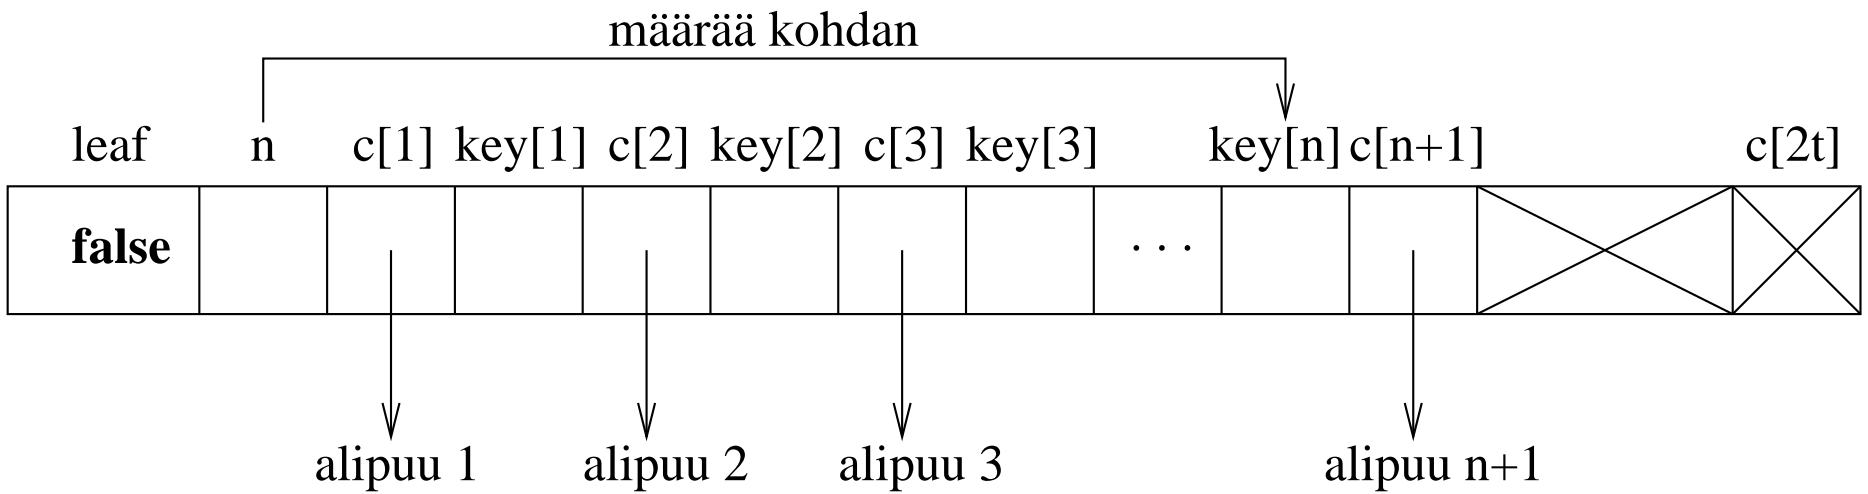 määrää kohdan
leaf n c[1] key[1] c[2] key[2] c[3] key[3] key[n] c[n+1] c[2t]
false . . .
alipuu 1 alipuu 2 alipuu 3 alipuu n+1